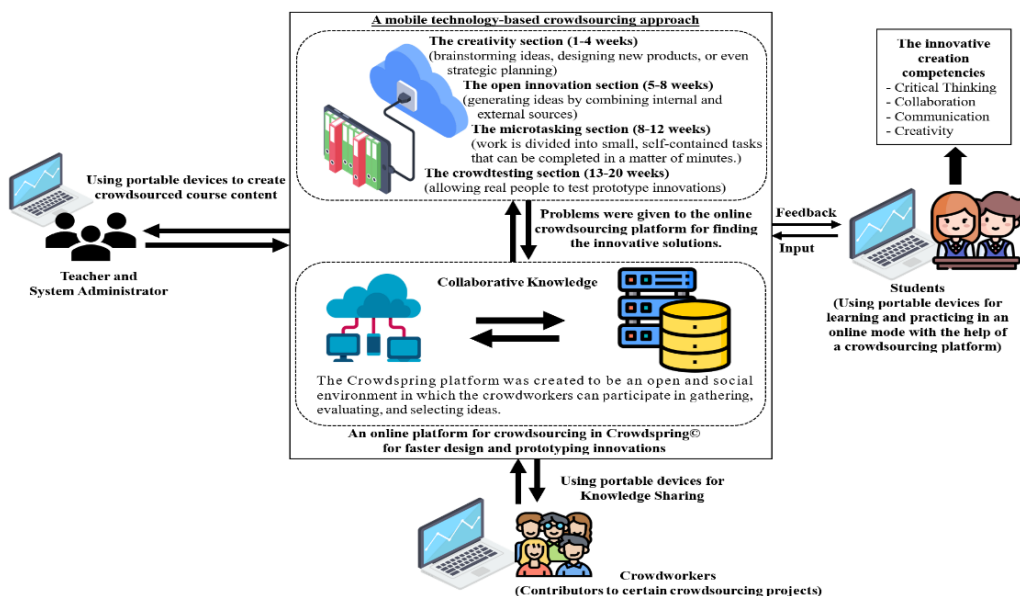 A mobile technology-based crowdsourcing approach
The creativity section (1-4 weeks)
(brainstorming ideas, designing new products, or even
strategic planning)
The open innovation section (5-8 weeks)
(generating ideas by combining internal and
external sources)
The microtasking section (8-12 weeks)
(work is divided into small, self-contained tasks
that can be completed in a matter of minutes.)
The crowdtesting section (13-20 weeks)
(allowing real people to test prototype innovations)
Using portable devices to create
crowdsourced course content
Teacher and
System Administrator
Problems were given to the online
crowdsourcing platform for finding
the innovative solutions.
Feedback
Input
The innovative
creation
competencies
- Critical Thinking
- Collaboration
- Communication
- Creativity
Students
(Using portable devices for
learning and practicing in an
online mode with the help of
a crowdsourcing platform)
Collaborative Knowledge
The Crowdspring platform was created to be an open and social
environment in which the crowdworkers can participate in gathering,
evaluating, and selecting ideas.
An online platform for crowdsourcing in Crowdspring©
for faster design and prototyping innovations
Using portable devices for
Knowledge Sharing
Crowdworkers
(Contributors to certain crowdsourcing projects)